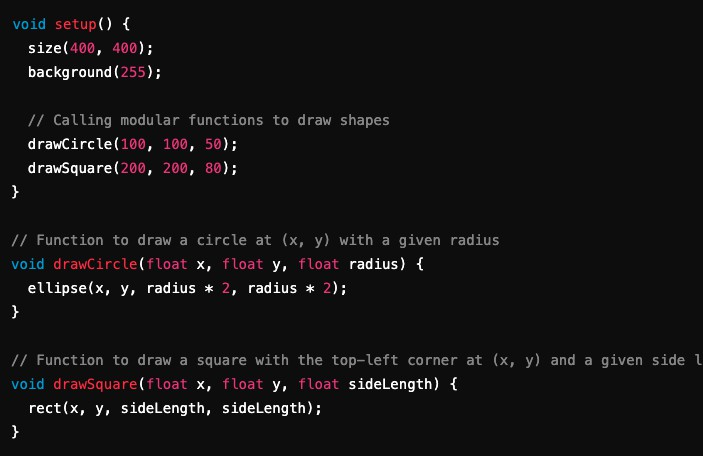 void setup() {
  size(400, 400);
  background(255);

  // Calling modular functions to draw shapes
  drawCircle(100, 100, 50);
  drawSquare(200, 200, 80);
}

// Function to draw a circle at (x, y) with a given radius
void drawCircle(float x, float y, float radius) {
  ellipse(x, y, radius * 2, radius * 2);
}

// Function to draw a square with the top-left corner at (x, y) and a given side l
void drawSquare(float x, float y, float sideLength) {
  rect(x, y, sideLength, sideLength);
}